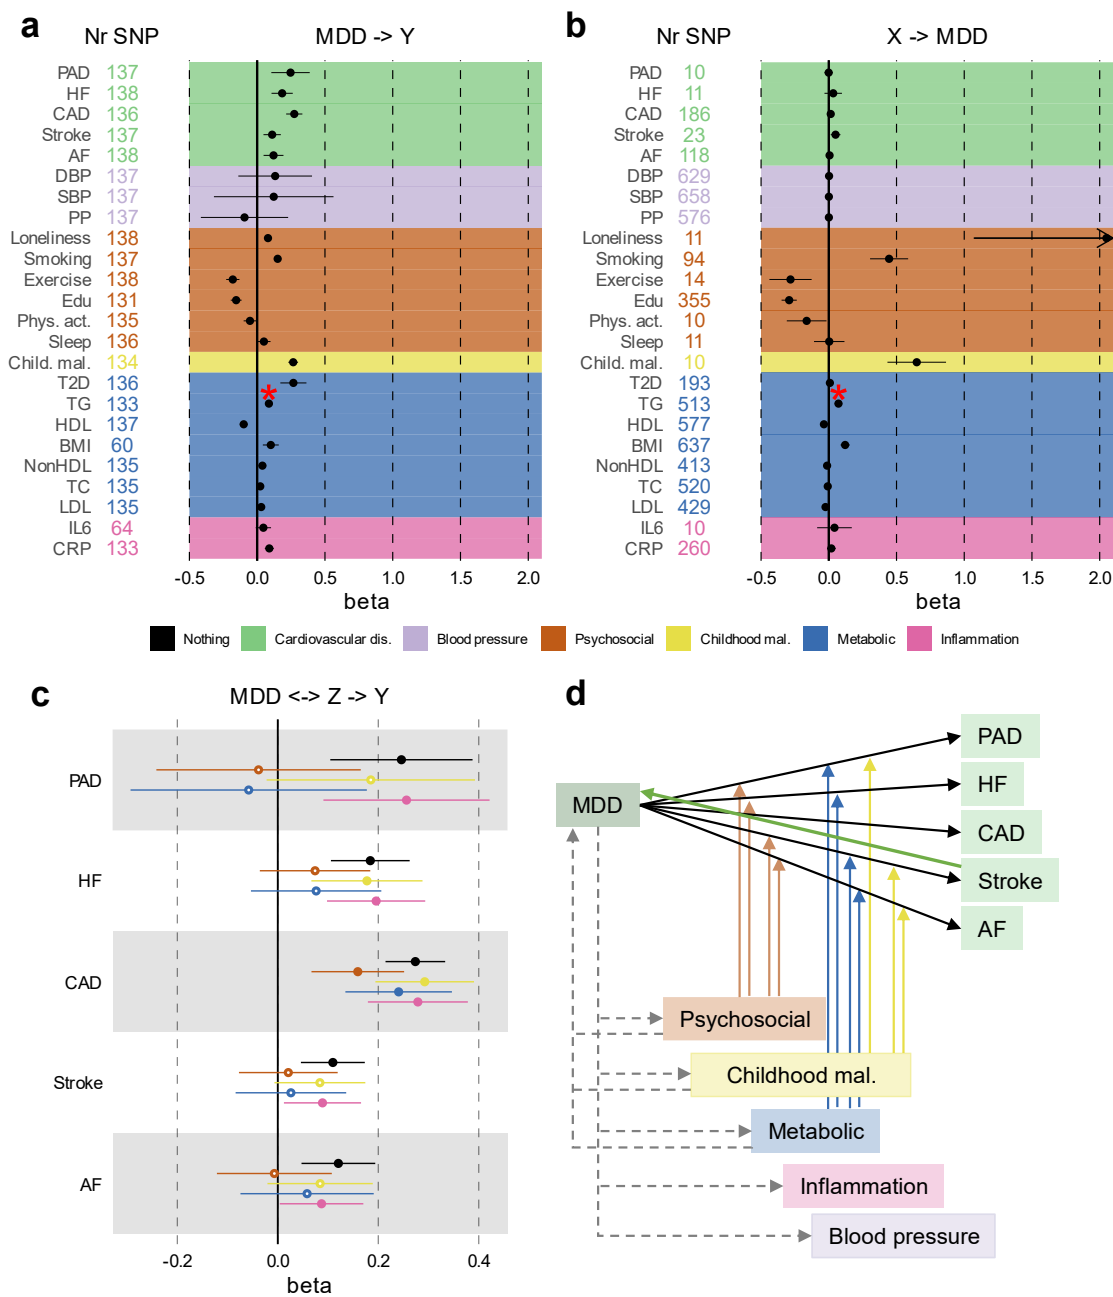 a
Nr SNP
MDD -> Y
PAD 137
HF 138
CAD 136
Stroke 137
AF 138
DBP 137
SBP 137
PP 137
Loneliness 138
Smoking 137
Exercise 138
Edu 131
Phys. act. 135
Sleep 136
Child. mal. 134
T2D 136
*
TG 133
HDL 137
BMI 60
NonHDL 135
TC 135
LDL 135
IL6 64
CRP 133
-0.5 0.0 0.5 1.0 1.5 2.0
beta
b
Nr SNP
X -> MDD
PAD 10
HF 11
CAD 186
Stroke 23
AF 118
DBP 629
SBP 658
PP 576
Loneliness 11
Smoking 94
Exercise 14
Edu 355
Phys. act. 10
Sleep 11
Child. mal. 10
T2D 193
*
TG 513
HDL 577
BMI 637
NonHDL 413
TC 520
LDL 429
IL6 10
CRP 260
-0.5 0.0 0.5 1.0 1.5 2.0
beta
Nothing Cardiovascular dis. Blood pressure Psychosocial Childhood mal. Metabolic Inflammation
c
MDD <-> Z -> Y
PAD
HF
CAD
Stroke
AF
-0.2 0.0 0.2 0.4
beta
d
MDD
PAD
HF
CAD
Stroke
AF
Psychosocial
Childhood mal.
Metabolic
Inflammation
Blood pressure